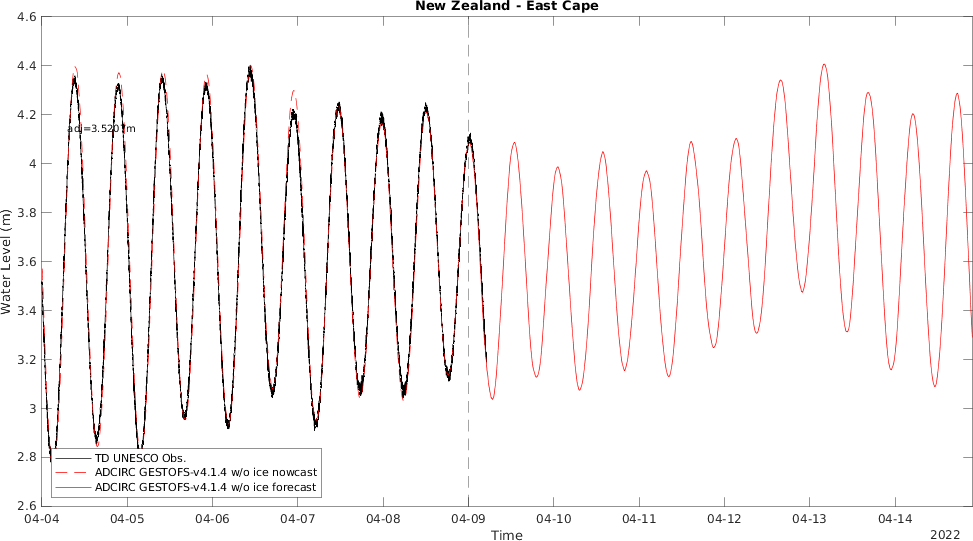 New Zealand - East Cape
4.6
4.4
4.2
4
3.8
3.6
3.4
3.2
3
2.8
2.6
Water Level (m)
adj=3.5201m
TD UNESCO Obs.
ADCIRC GESTOFS-v4.1.4 w/o ice nowcast
ADCIRC GESTOFS-v4.1.4 w/o ice forecast
04-04 04-05 04-06 04-07 04-08 04-09 04-10 04-11 04-12 04-13 04-14
Time
2022